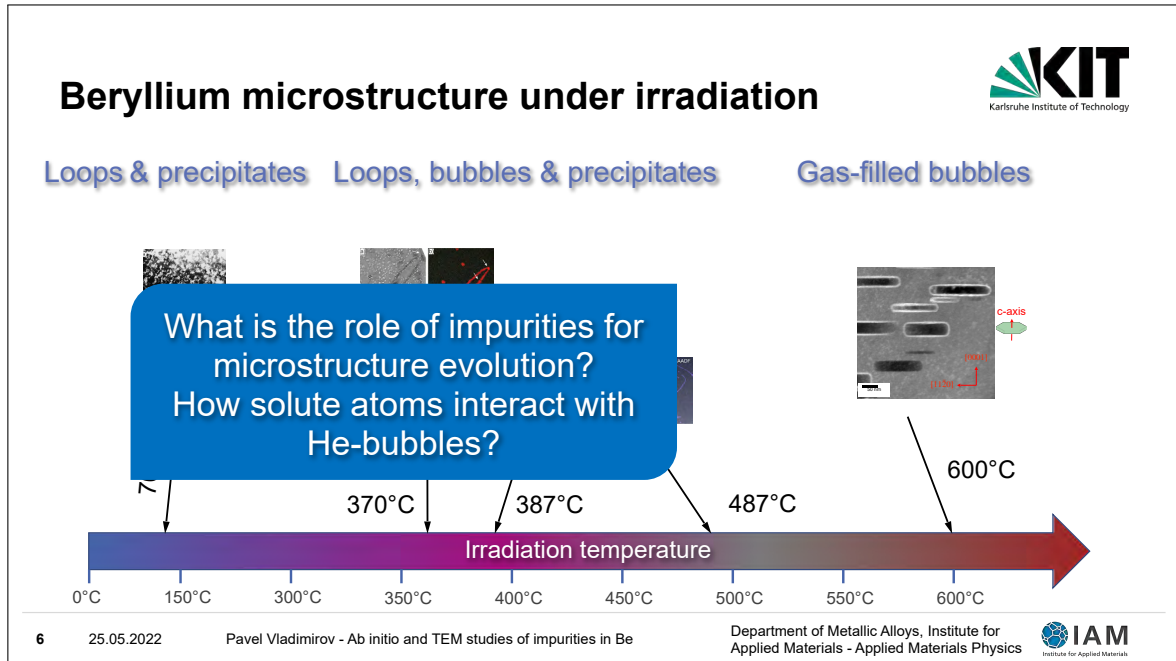 Beryllium microstructure under irradiation
KIT
Karlsruhe Institute of Technology
Loops & precipitates
Loops, bubbles & precipitates
Gas-filled bubbles
What is the role of impurities for
microstructure evolution?
How solute atoms interact with
He-bubbles?
c-axis
50 nm
370°C
387°C
487°C
600°C
Irradiation temperature
0°C
150°C
300°C
350°C
400°C
450°C
500°C
550°C
600°C
6
25.05.2022
Pavel Vladimirov - Ab initio and TEM studies of impurities in Be
Department of Metallic Alloys, Institute for
Applied Materials - Applied Materials Physics
IAM
Institute for Applied Materials